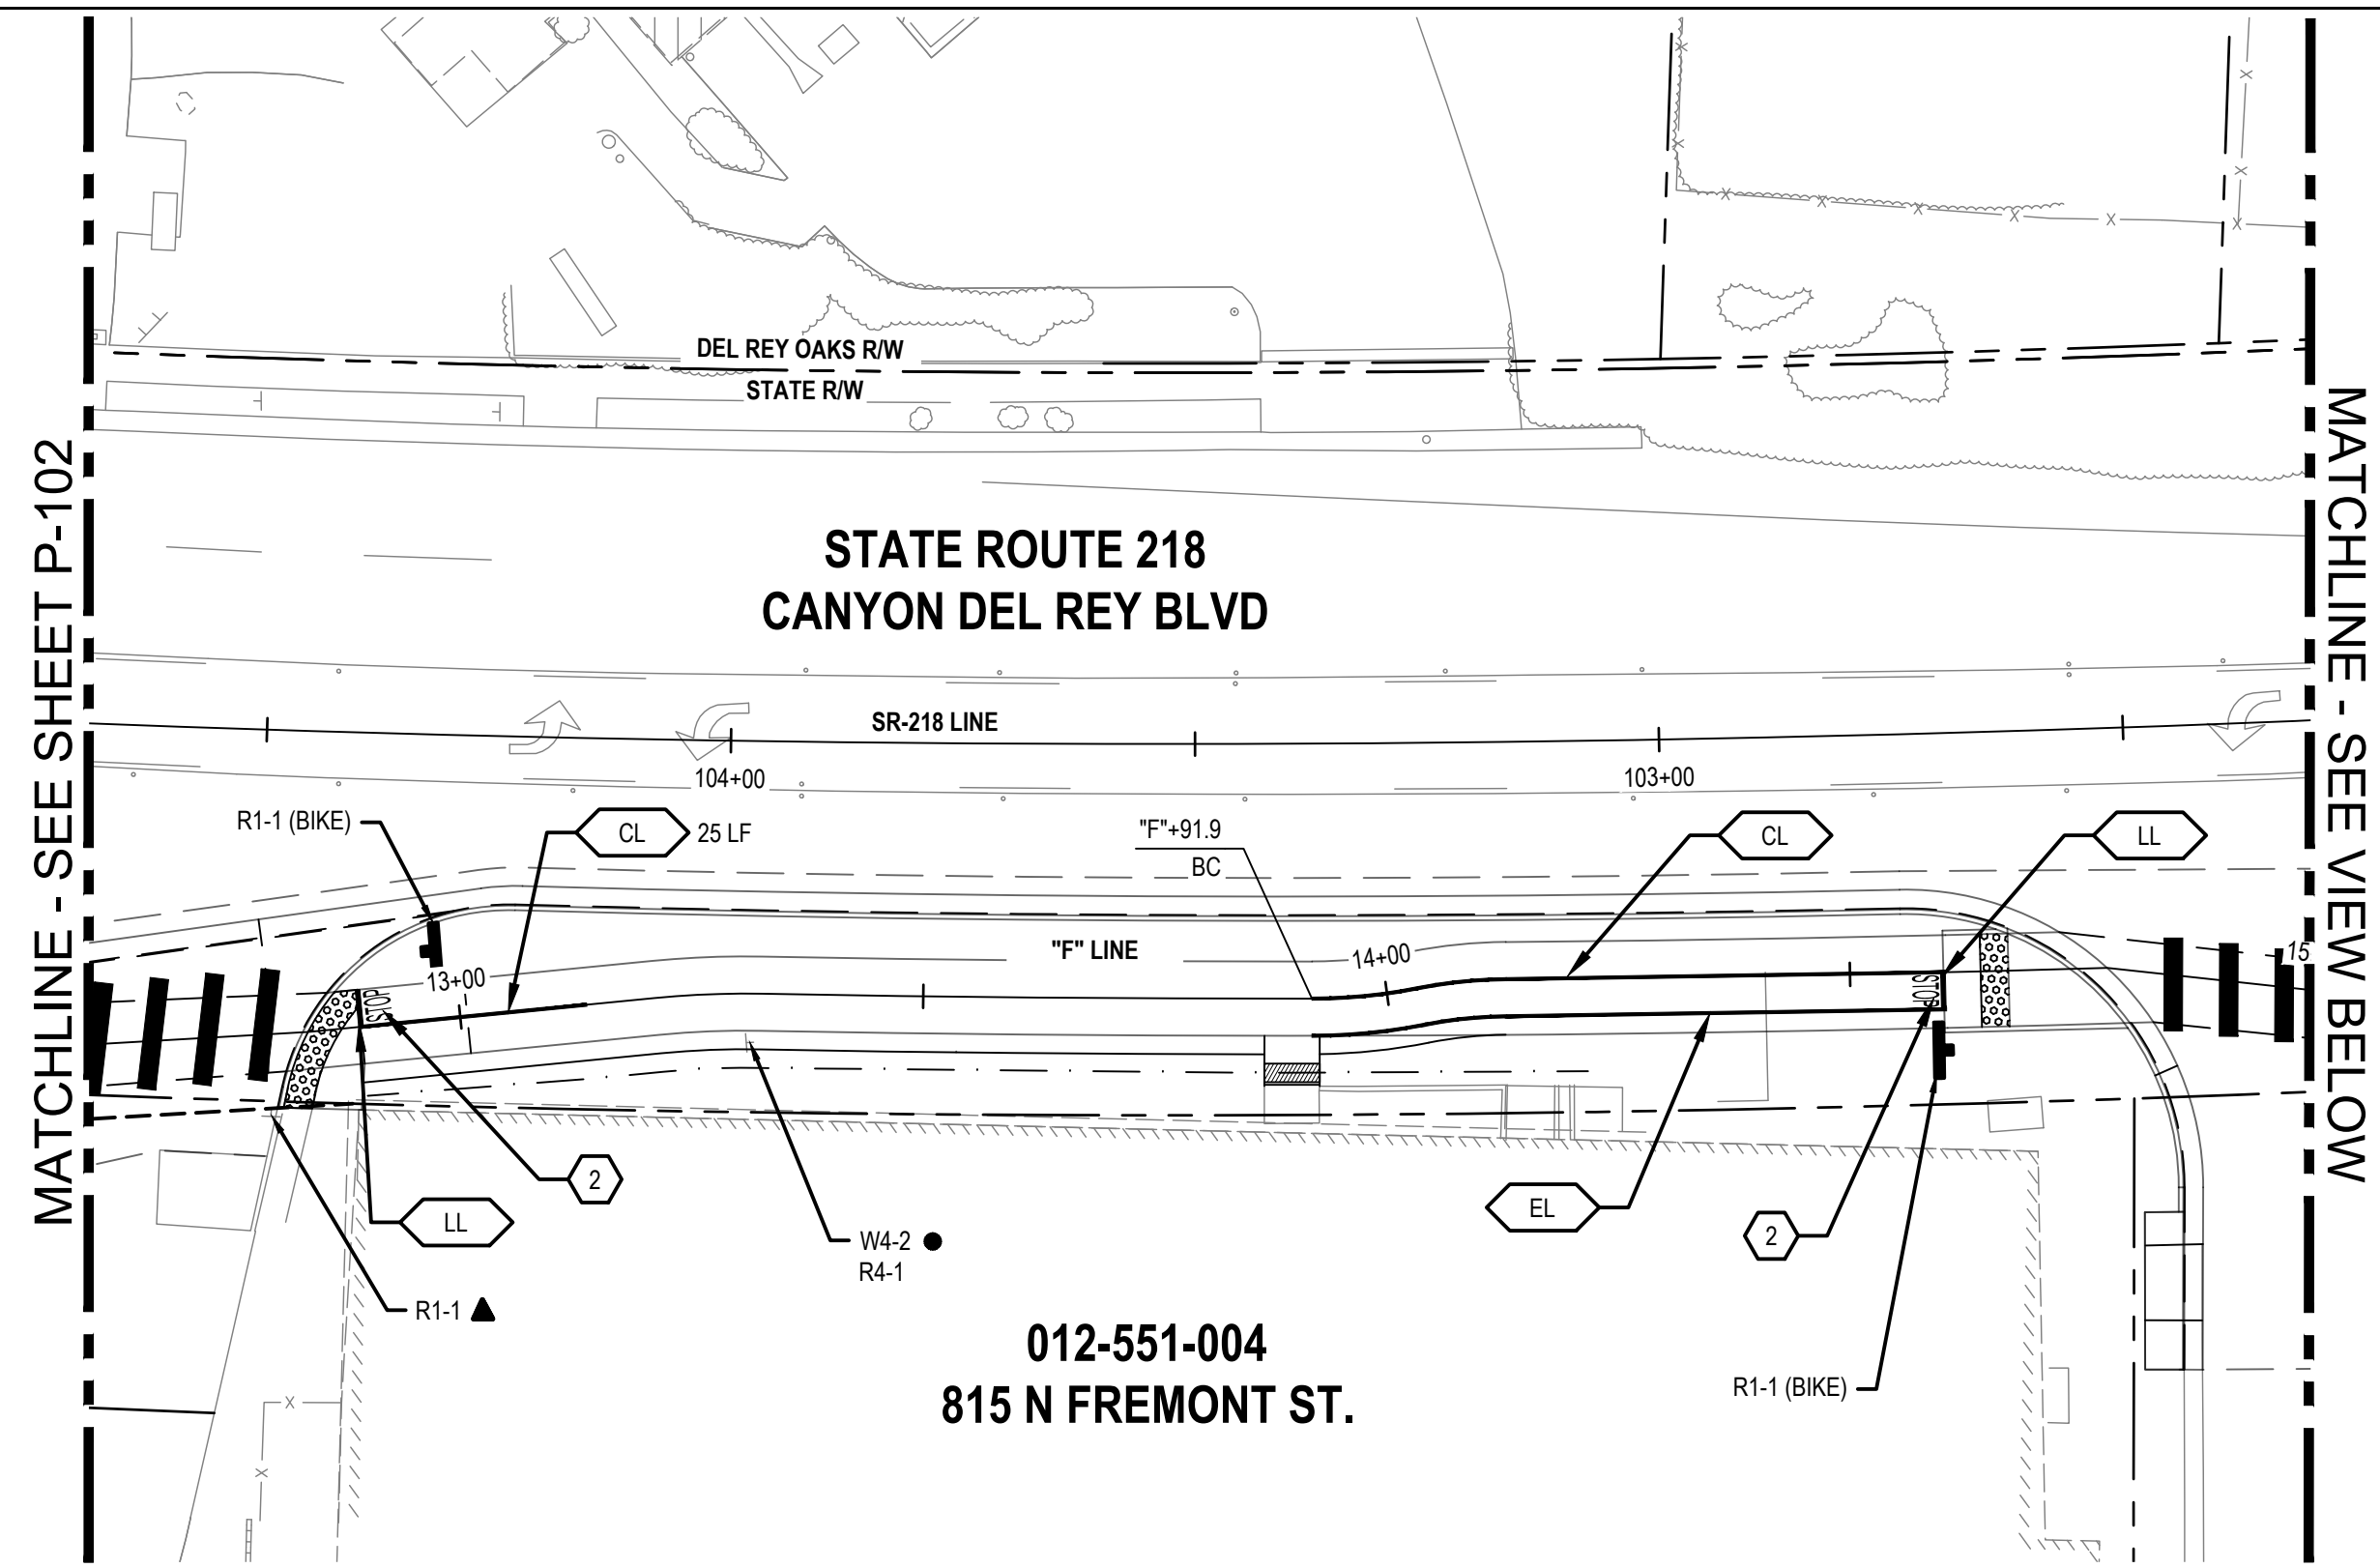 DEL REY OAKS R/W
STATE R/W
MATCHLINE - SEE SHEET P-102
MATCHLINE - SEE VIEW BELOW
STATE ROUTE 218
CANYON DEL REY BLVD
SR-218 LINE
104+00
103+00
R1-1 (BIKE)
CL
25 LF
"F"+91.9
BC
CL
LL
"F" LINE
14+00
15
13+00
STOP
STOP
2
LL
W4-2
R4-1
EL
2
R1-1
R1-1 (BIKE)
012-551-004
815 N FREMONT ST.